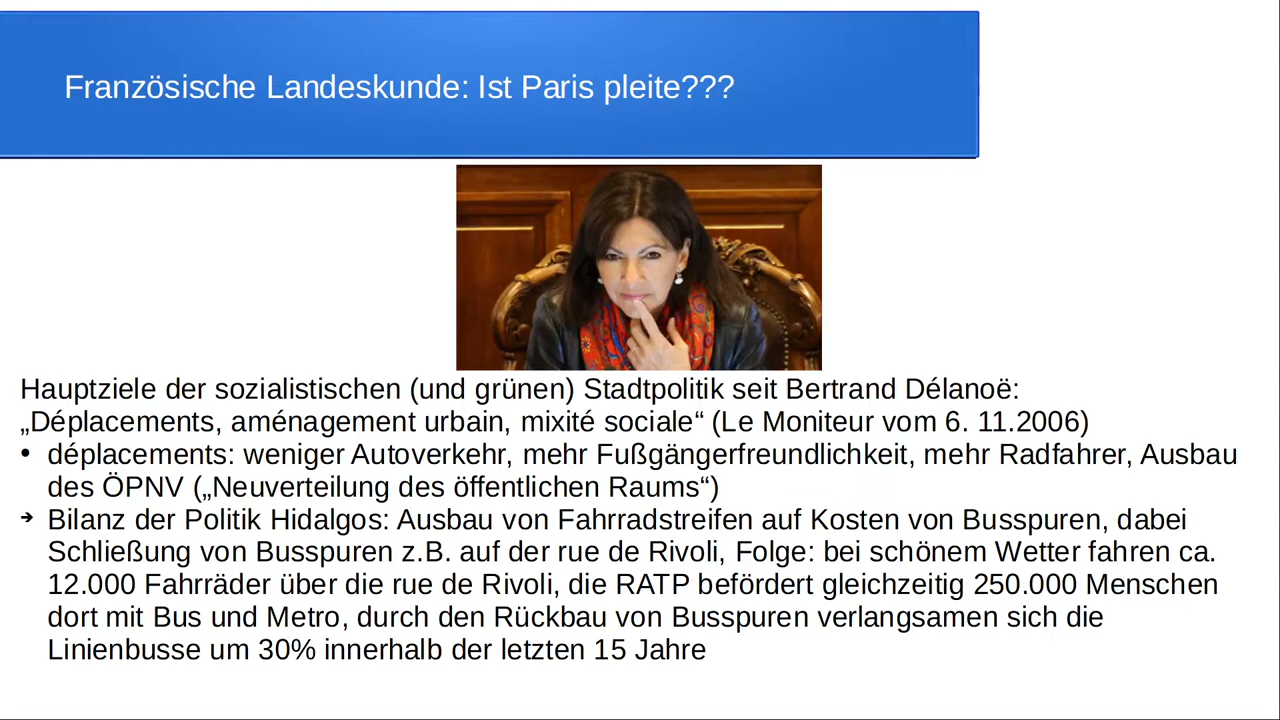 Französische Landeskunde: Ist Paris pleite???
Hauptziele der sozialistischen (und grünen) Stadtpolitik seit Bertrand Délanoë:
„Déplacements, aménagement urbain, mixité sociale“ (Le Moniteur vom 6. 11.2006)
• déplacements: weniger Autoverkehr, mehr Fußgängerfreundlichkeit, mehr Radfahrer, Ausbau
des ÖPNV („Neuverteilung des öffentlichen Raums“)
➔ Bilanz der Politik Hidalgos: Ausbau von Fahrradstreifen auf Kosten von Busspuren, dabei
Schließung von Busspuren z.B. auf der rue de Rivoli, Folge: bei schönem Wetter fahren ca.
12.000 Fahrräder über die rue de Rivoli, die RATP befördert gleichzeitig 250.000 Menschen
dort mit Bus und Metro, durch den Rückbau von Busspuren verlangsamen sich die
Linienbusse um 30% innerhalb der letzten 15 Jahre